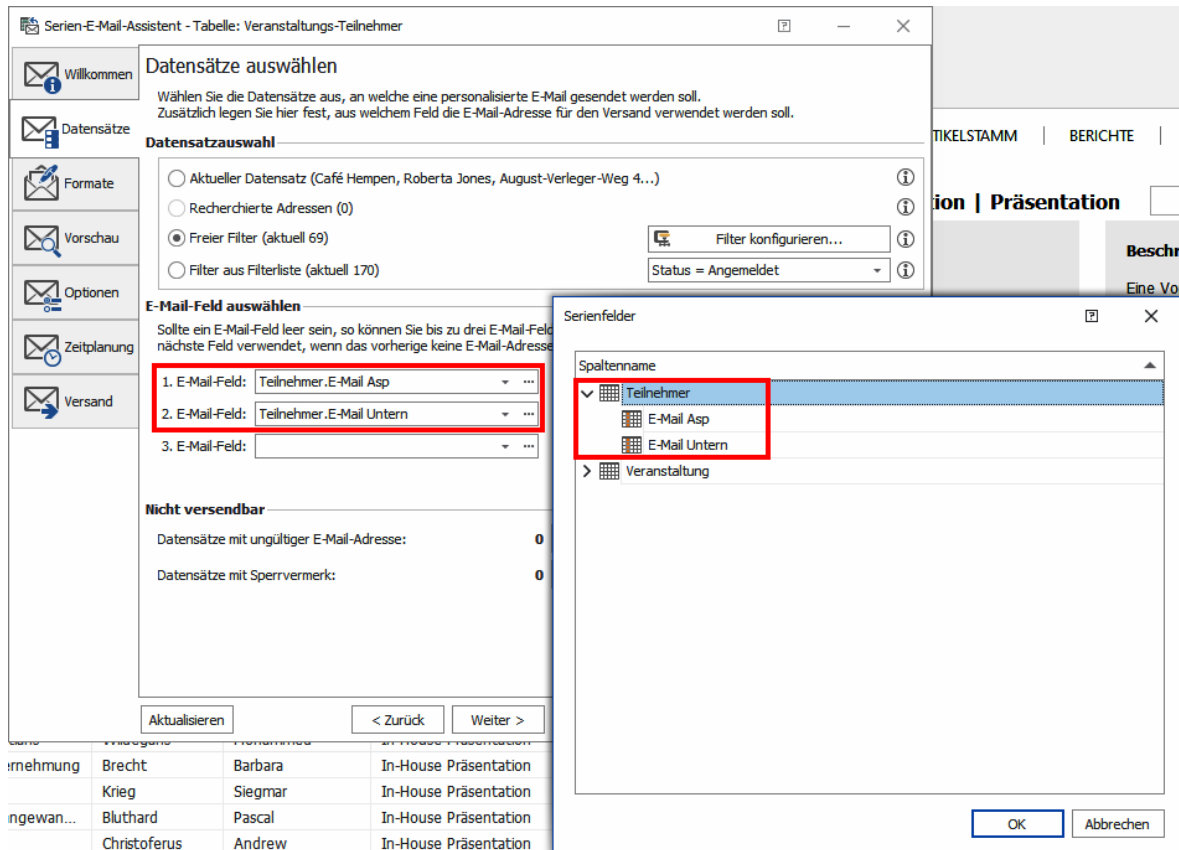 Serien-E-Mail-Assistent - Tabelle: Veranstaltungs-Teilnehmer
Willkommen
Datensätze
Formate
Vorschau
Optionen
Zeitplanung
Versand
Datensätze auswählen
Wählen Sie die Datensätze aus, an welche eine personalisierte E-Mail gesendet werden soll.
Zusätzlich legen Sie hier fest, aus welchem Feld die E-Mail-Adresse für den Versand verwendet werden soll.
Datensatzauswahl
Aktueller Datensatz (Café Hempen, Roberta Jones, August-Verleger-Weg 4...)
Recherchierte Adressen (0)
Freier Filter (aktuell 69)
Filter konfigurieren...
Filter aus Filterliste (aktuell 170)
Status = Angemeldet
E-Mail-Feld auswählen
Sollte ein E-Mail-Feld leer sein, so können Sie bis zu drei E-Mail-Feld
nächste Feld verwendet, wenn das vorherige keine E-Mail-Adresse
1. E-Mail-Feld: Teilnehmer.E-Mail Asp
2. E-Mail-Feld: Teilnehmer.E-Mail Untern
3. E-Mail-Feld:
Nicht versendbar
Datensätze mit ungültiger E-Mail-Adresse: 0
Datensätze mit Sperrvermerk: 0
Aktualisieren
< Zurück
Weiter >
TIKELSTAMM
BERICHTE
ion | Präsentation
Beschr
Eine Vo
Serienfelder
Spaltenname
Teilnehmer
E-Mail Asp
E-Mail Untern
Veranstaltung
OK
Abbrechen
ernehmung Brecht Barbara In-House Präsentation
Krieg Siegmar In-House Präsentation
ngewan... Bluthard Pascal In-House Präsentation
Christoferus Andrew In-House Präsentation